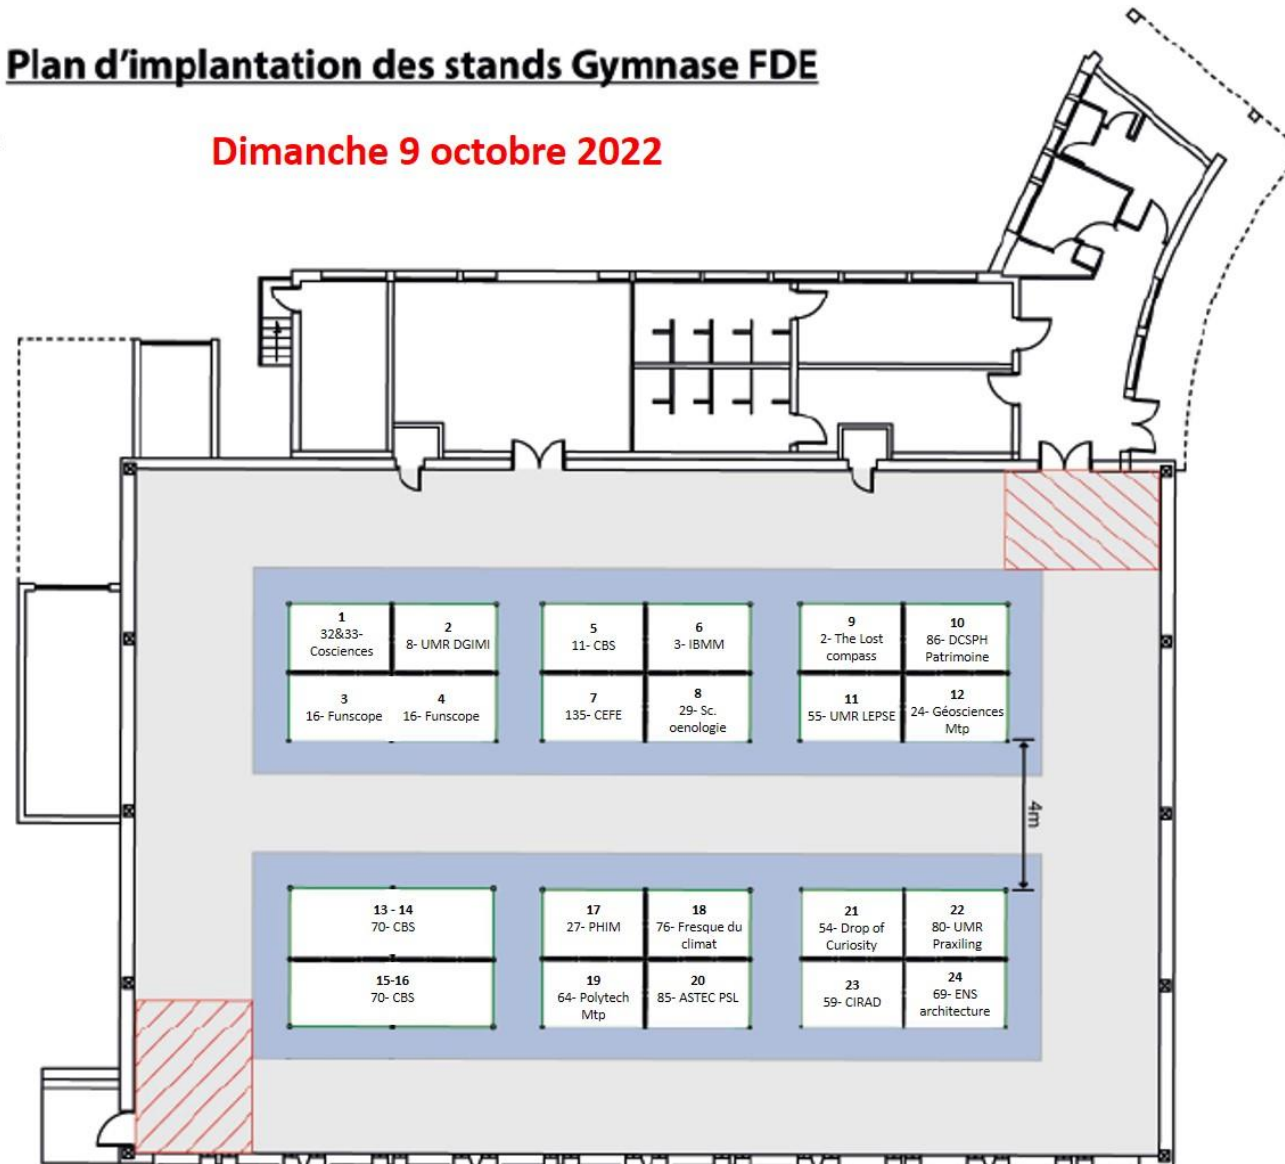 Plan d'implantation des stands Gymnase FDE
Dimanche 9 octobre 2022
1
32&33-
Cosciences
2
8- UMR DGIMI
3
16- Funscope
4
16- Funscope
5
11- CBS
6
3- IBMM
7
135- CEFE
8
29- Sc.
oenologie
9
2- The Lost
compass
10
86- DCSPH
Patrimoine
11
55- UMR LEPSE
12
24- Géosciences
Mtp
4m
13 - 14
70- CBS
15-16
70- CBS
17
27- PHIM
18
76- Fresque du
climat
19
64- Polytech
Mtp
20
85- ASTEC PSL
21
54- Drop of
Curiosity
22
80- UMR
Praxiling
23
59- CIRAD
24
69- ENS
architecture